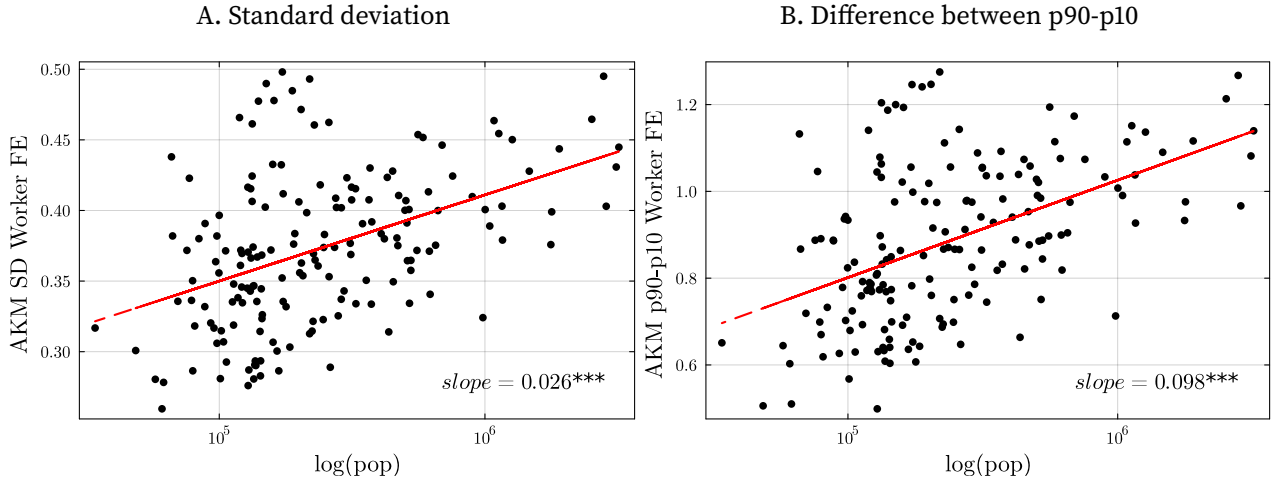 A. Standard deviation
AKM SD Worker FE
0.50
0.45
0.40
0.35
0.30
slope = 0.026***
10^5
10^6
log(pop)
B. Difference between p90-p10
AKM p90-p10 Worker FE
1.2
1.0
0.8
0.6
slope = 0.098***
10^5
10^6
log(pop)